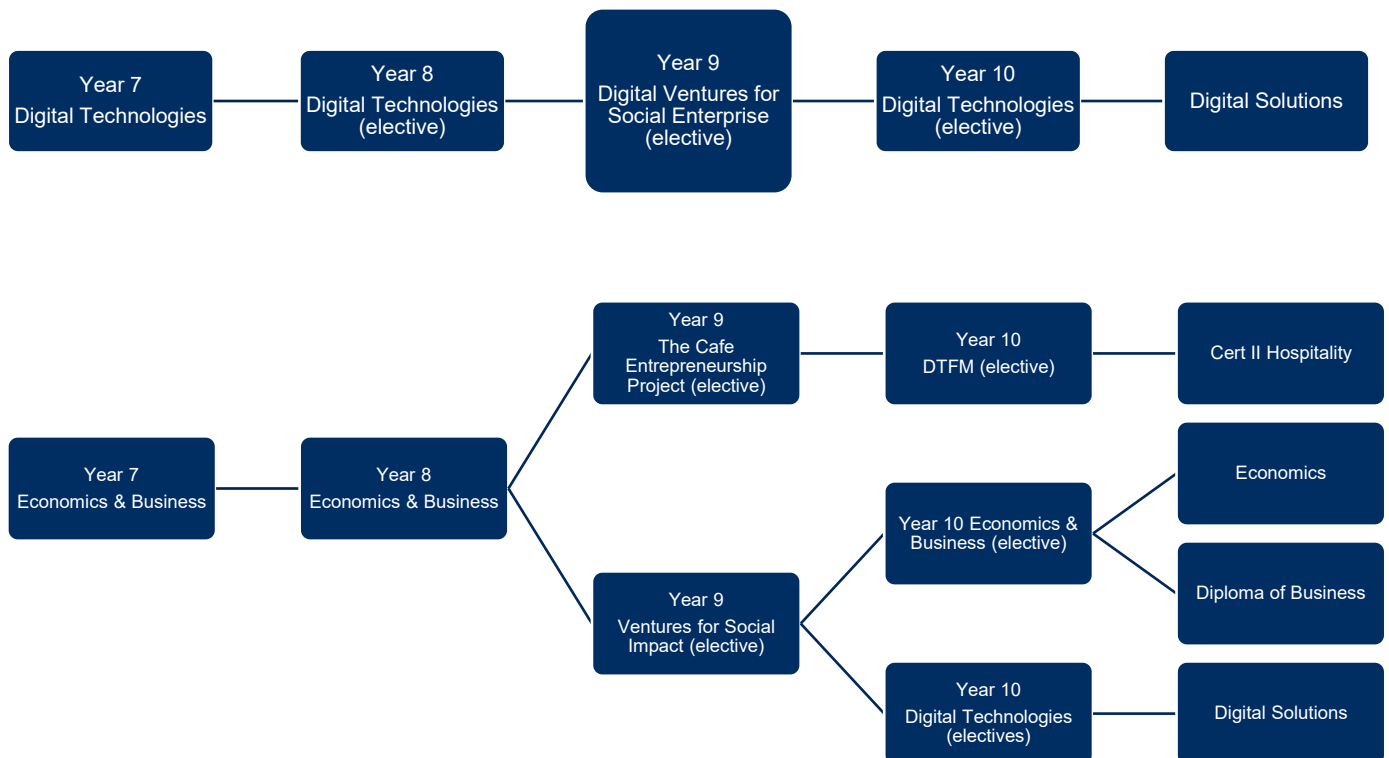 Year 7
Digital Technologies
Year 8
Digital Technologies
(elective)
Year 9
Digital Ventures for
Social Enterprise
(elective)
Year 10
Digital Technologies
(elective)
Digital Solutions
Year 7
Economics & Business
Year 8
Economics & Business
Year 9
The Cafe
Entrepreneurship
Project (elective)
Year 10
DTFM (elective)
Cert II Hospitality
Year 9
Ventures for Social
Impact (elective)
Year 10 Economics &
Business (elective)
Economics
Diploma of Business
Year 10
Digital Technologies
(electives)
Digital Solutions